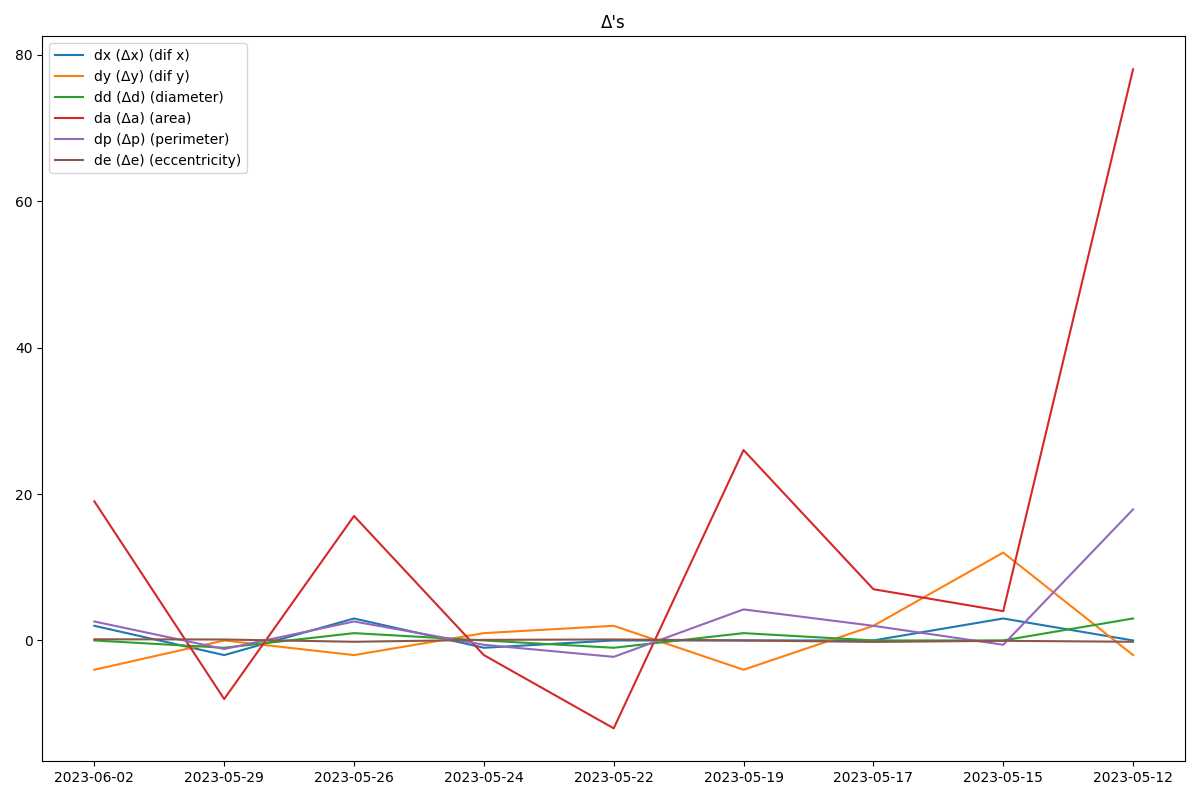 Δ's
dx (Δx) (dif x)
dy (Δy) (dif y)
dd (Δd) (diameter)
da (Δa) (area)
dp (Δp) (perimeter)
de (Δe) (eccentricity)
80
60
40
20
0
2023-06-02 2023-05-29 2023-05-26 2023-05-24 2023-05-22 2023-05-19 2023-05-17 2023-05-15 2023-05-12